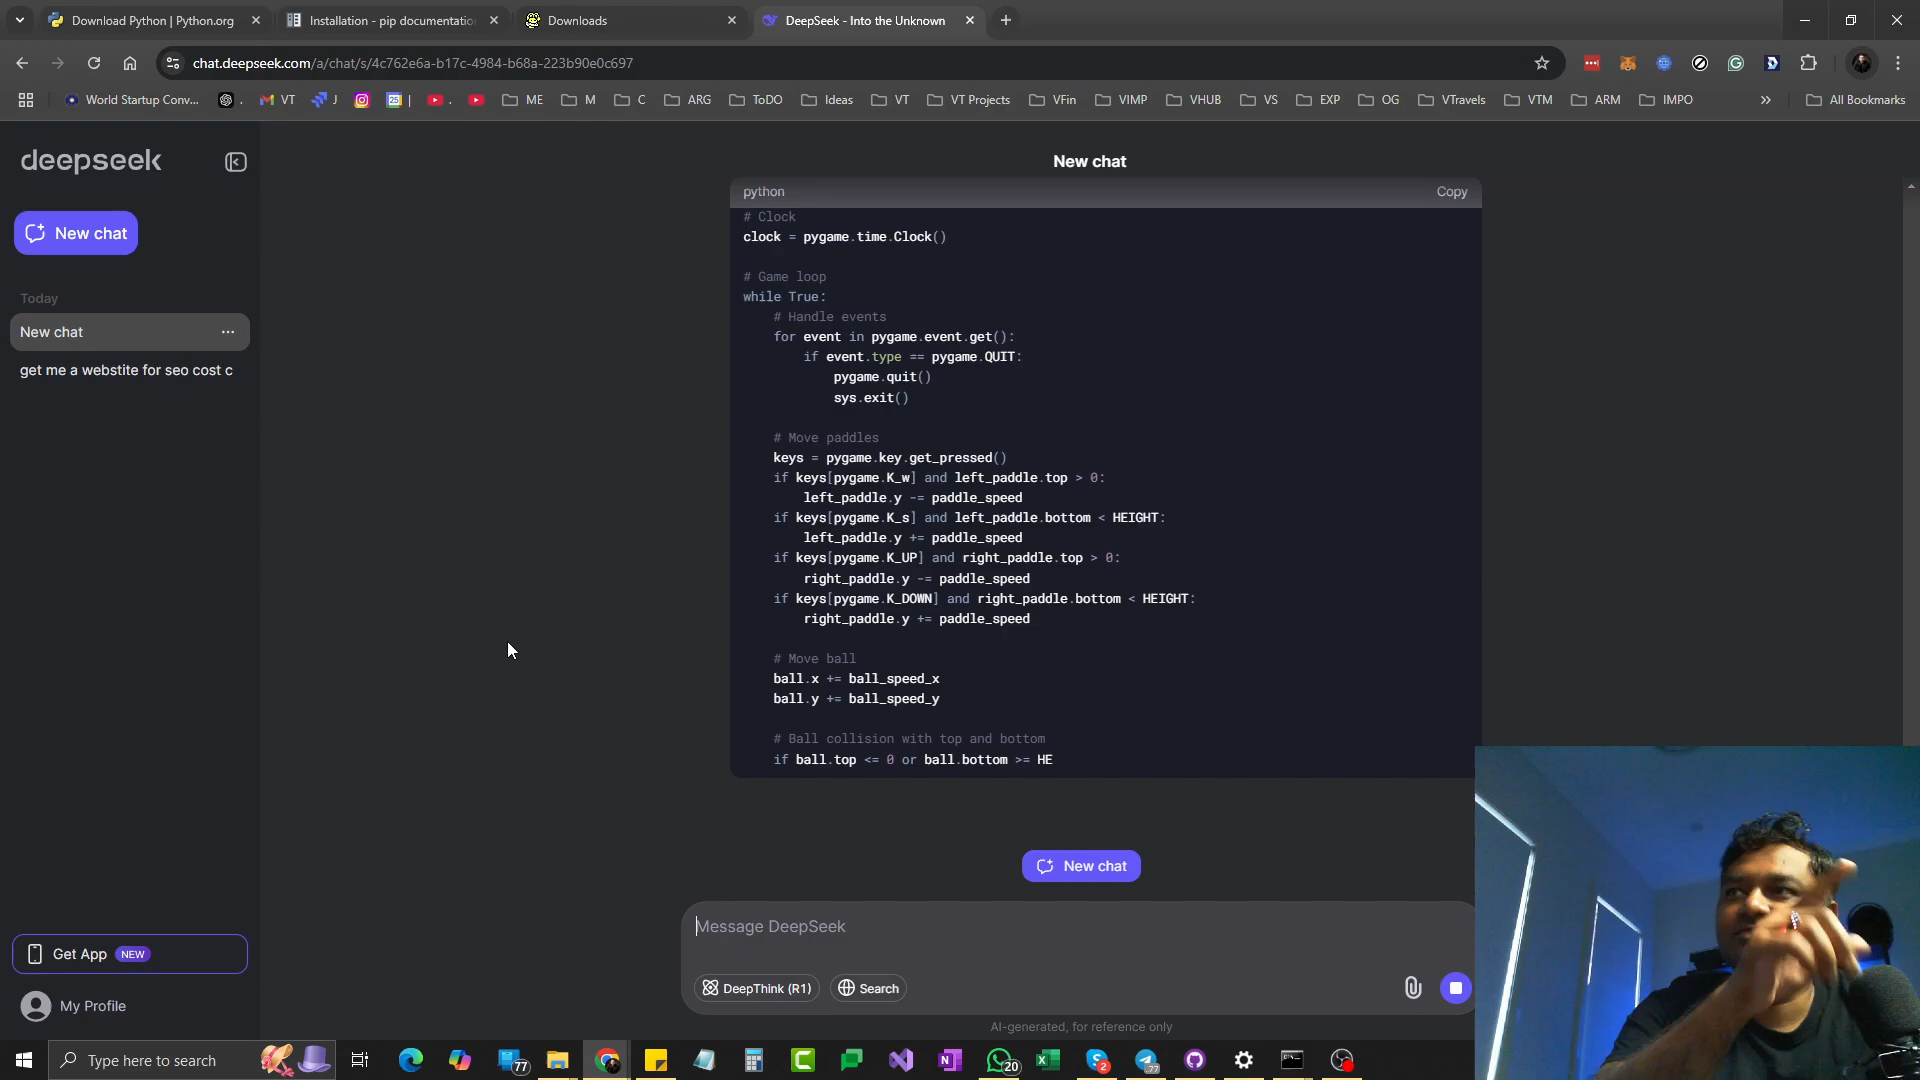 Download Python | Python.org
Installation - pip documentatio
Downloads
DeepSeek - Into the Unknown
chat.deepseek.com/a/chat/s/4c762e6a-b17c-4984-b68a-223b90e0c697
World Startup Conv...
.
VT
J
|
.
ME
M
C
ARG
ToDO
Ideas
VT
VT Projects
VFin
VIMP
VHUB
VS
EXP
OG
VTravels
VTM
ARM
IMPO
All Bookmarks
deepseek
New chat
Today
New chat
get me a webstite for seo cost c
Get App NEW
My Profile
New chat
python
Copy
# Clock
clock = pygame.time.Clock()
# Game loop
while True:
# Handle events
for event in pygame.event.get():
if event.type == pygame.QUIT:
pygame.quit()
sys.exit()
# Move paddles
keys = pygame.key.get_pressed()
if keys[pygame.K_w] and left_paddle.top > 0:
left_paddle.y -= paddle_speed
if keys[pygame.K_s] and left_paddle.bottom < HEIGHT:
left_paddle.y += paddle_speed
if keys[pygame.K_UP] and right_paddle.top > 0:
right_paddle.y -= paddle_speed
if keys[pygame.K_DOWN] and right_paddle.bottom < HEIGHT:
right_paddle.y += paddle_speed
# Move ball
ball.x += ball_speed_x
ball.y += ball_speed_y
# Ball collision with top and bottom
if ball.top <= 0 or ball.bottom >= HE
New chat
Message DeepSeek
DeepThink (R1)
Search
AI-generated, for reference only
Type here to search
77
20
2
77